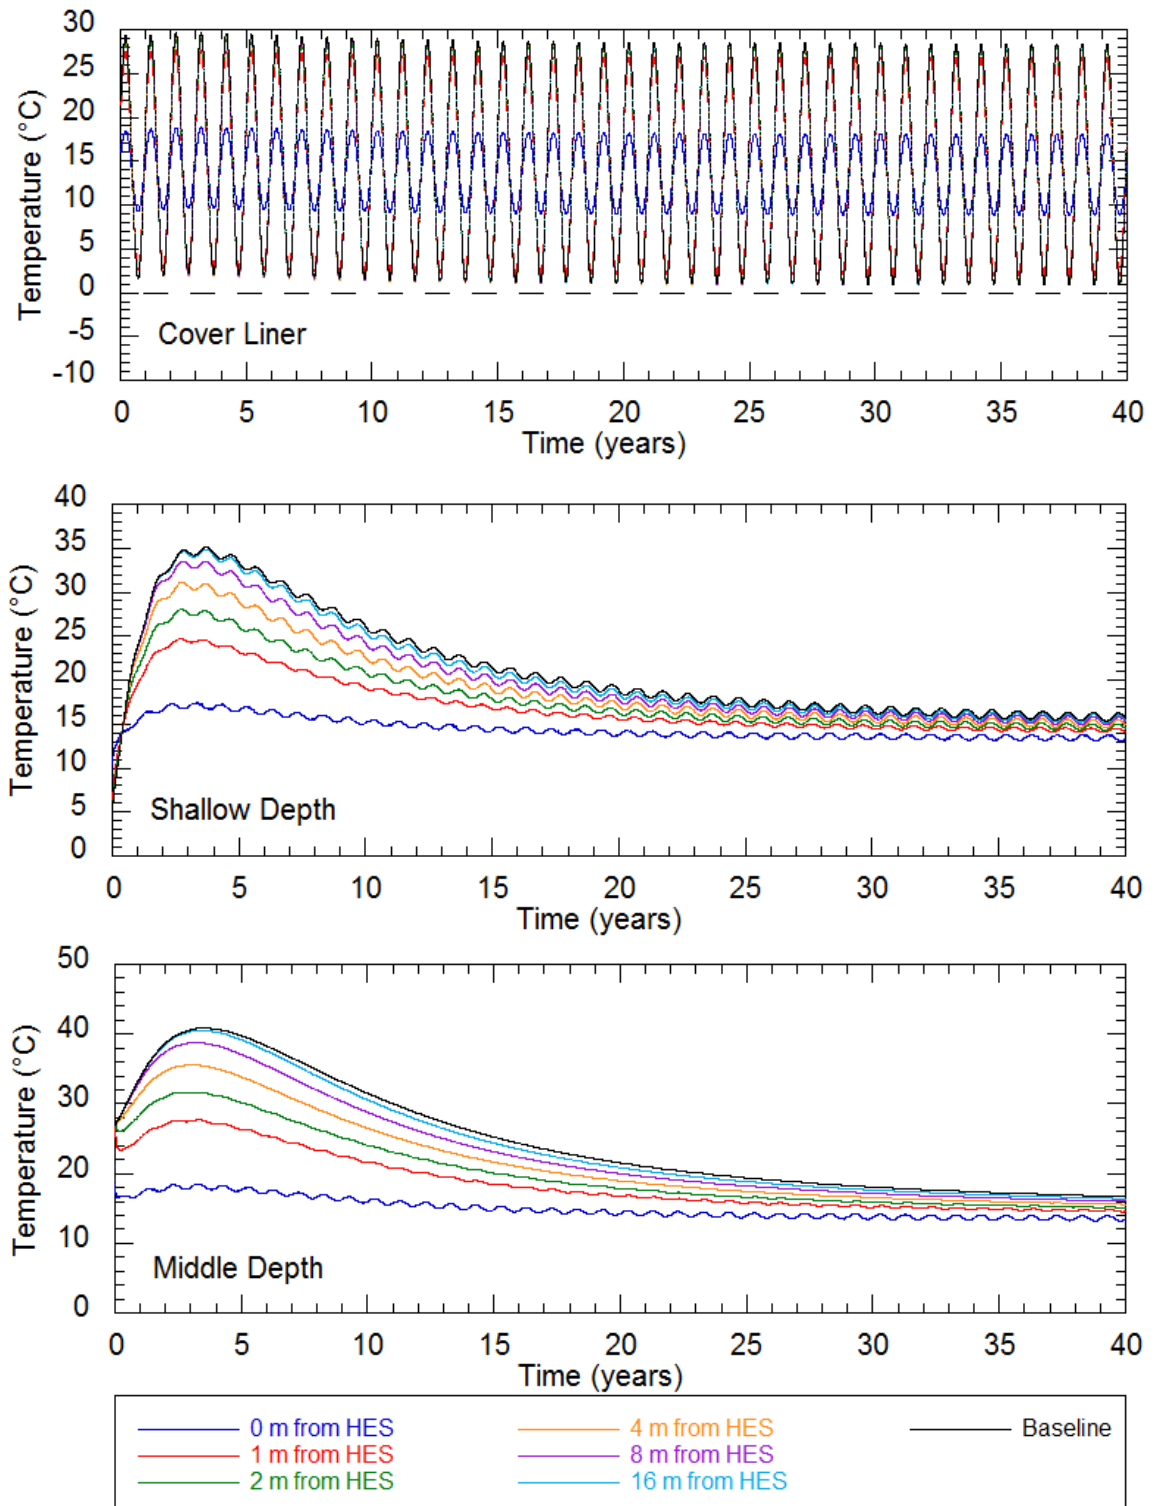 30
25
20
15
10
5
0
-5
-10
Temperature (°C)
Cover Liner
0 5 10 15 20 25 30 35 40
Time (years)
40
35
30
25
20
15
10
5
0
Temperature (°C)
Shallow Depth
0 5 10 15 20 25 30 35 40
Time (years)
50
40
30
20
10
0
Temperature (°C)
Middle Depth
0 5 10 15 20 25 30 35 40
Time (years)
0 m from HES 4 m from HES Baseline
1 m from HES 8 m from HES
2 m from HES 16 m from HES